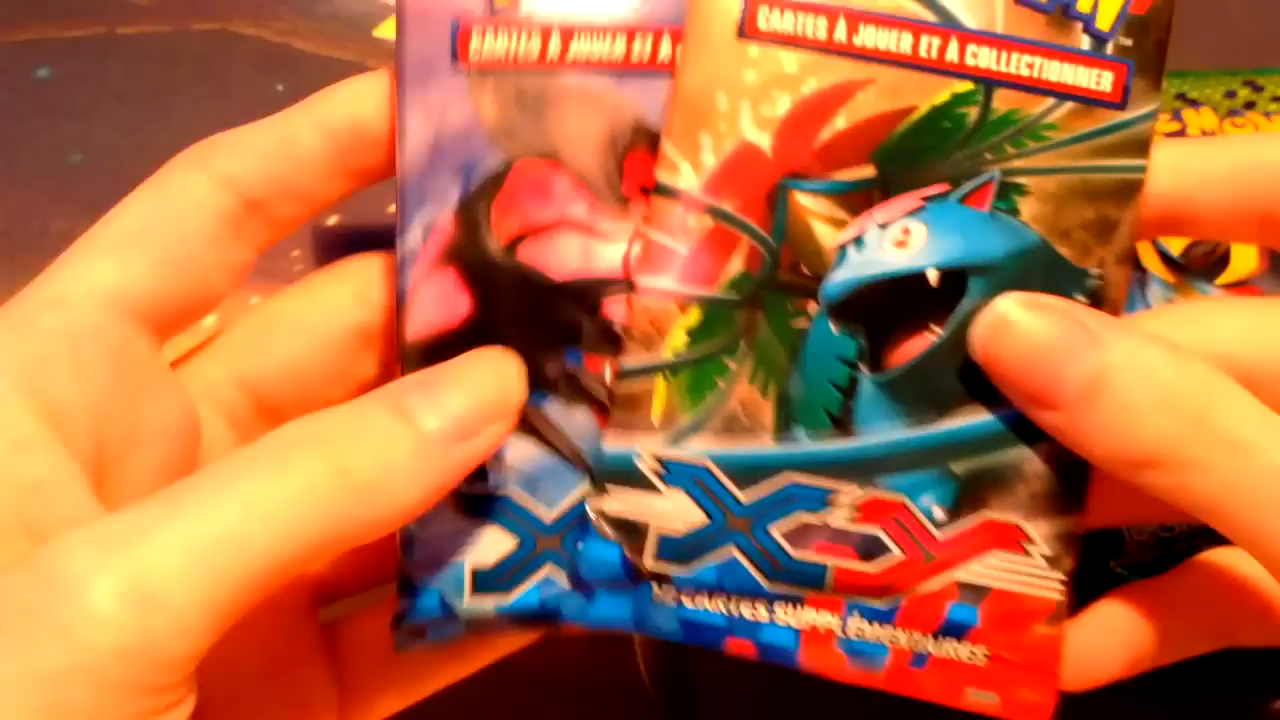 CARTES À JOUER ET À
CARTES À JOUER ET À COLLECTIONNER
X
XY
10 CARTES SUPPLÉMENTAIRES